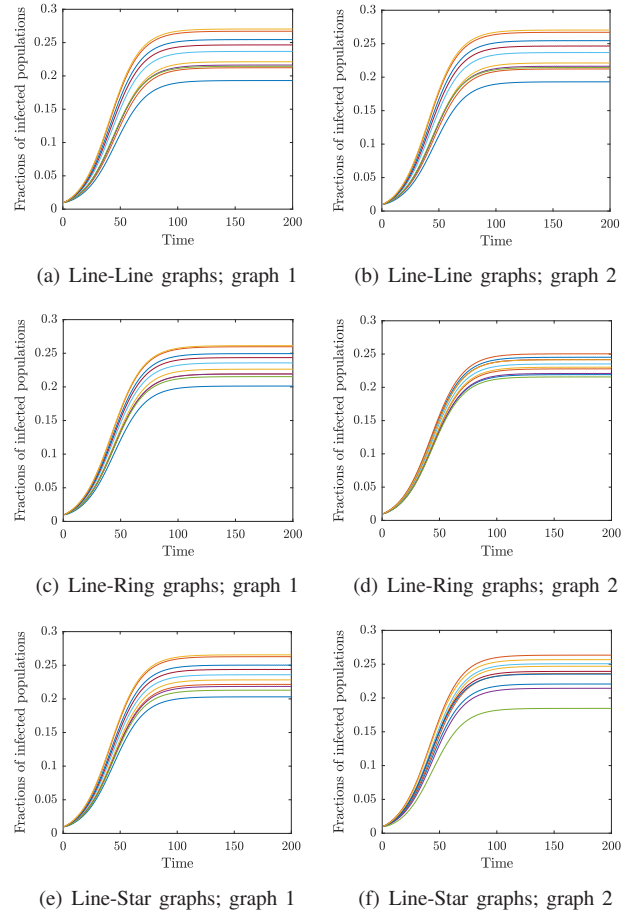 Fractions of infected populations
0.3
0.25
0.2
0.15
0.1
0.05
0
0 50 100 150 200
Time
(a) Line-Line graphs; graph 1
Fractions of infected populations
0.3
0.25
0.2
0.15
0.1
0.05
0
0 50 100 150 200
Time
(b) Line-Line graphs; graph 2
Fractions of infected populations
0.3
0.25
0.2
0.15
0.1
0.05
0
0 50 100 150 200
Time
(c) Line-Ring graphs; graph 1
Fractions of infected populations
0.3
0.25
0.2
0.15
0.1
0.05
0
0 50 100 150 200
Time
(d) Line-Ring graphs; graph 2
Fractions of infected populations
0.3
0.25
0.2
0.15
0.1
0.05
0
0 50 100 150 200
Time
(e) Line-Star graphs; graph 1
Fractions of infected populations
0.3
0.25
0.2
0.15
0.1
0.05
0
0 50 100 150 200
Time
(f) Line-Star graphs; graph 2